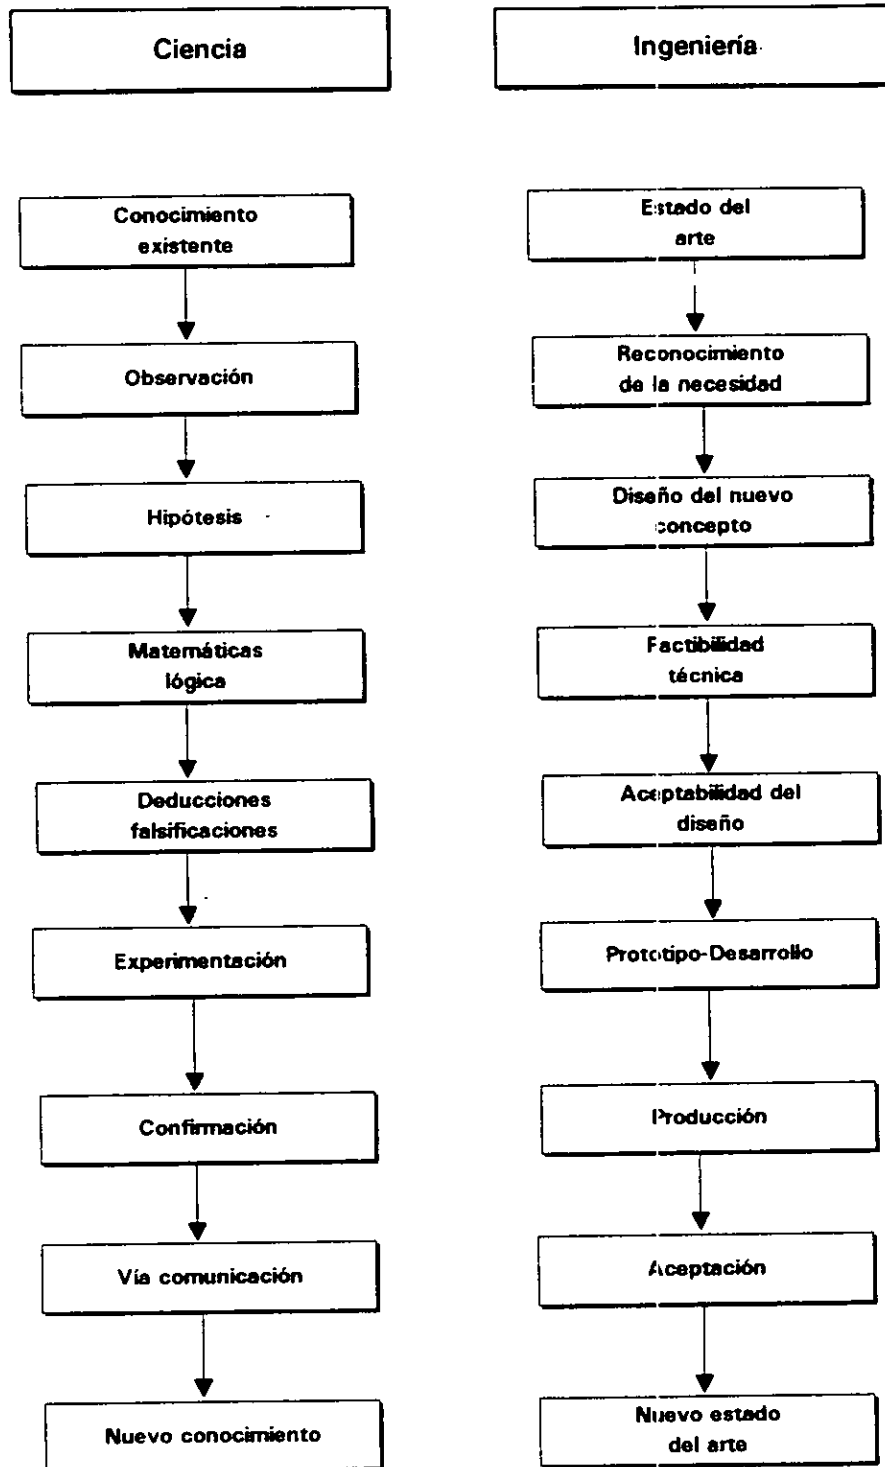 Ciencia
Conocimiento
existente
Observación
Hipótesis
Matemáticas
lógica
Deducciones
falsificaciones
Experimentación
Confirmación
Vía comunicación
Nuevo conocimiento
Ingeniería
Estado del
arte
Reconocimiento
de la necesidad
Diseño del nuevo
concepto
Factibilidad
técnica
Aceptabilidad del
diseño
Prototipo-Desarrollo
Producción
Aceptación
Nuevo estado
del arte